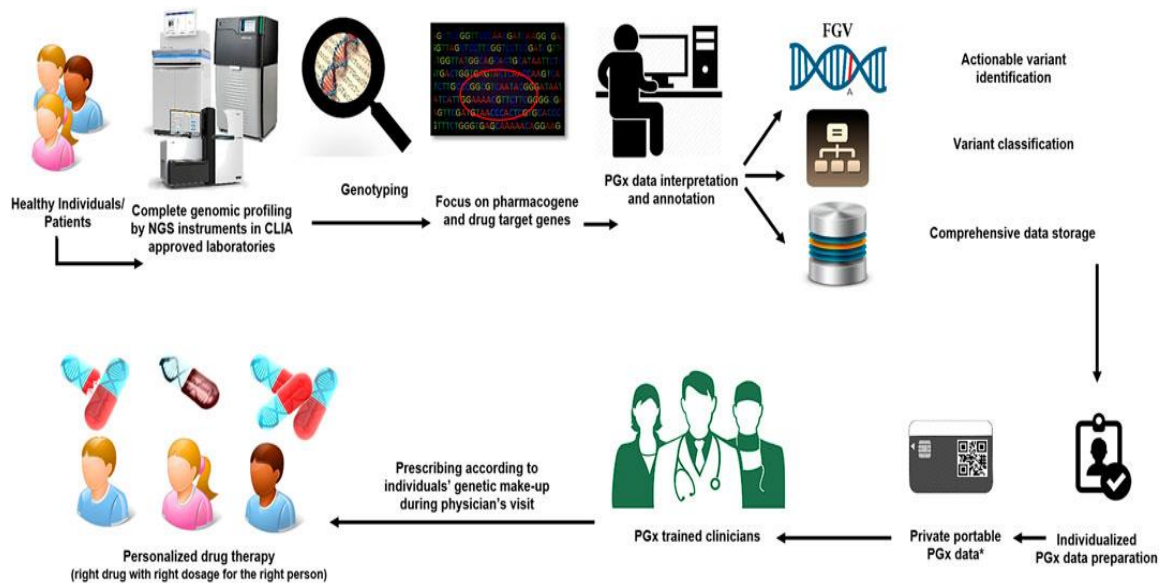 FGV
A
Actionable variant
identification
Variant classification
Comprehensive data storage
Healthy Individuals/
Patients
Complete genomic profiling
by NGS instruments in CLIA
approved laboratories
Genotyping
Focus on pharmacogene
and drug target genes
PGx data interpretation
and annotation
Prescribing according to
individuals' genetic make-up
during physician's visit
Personalized drug therapy
(right drug with right dosage for the right person)
PGx trained clinicians
Private portable
PGx data*
Individualized
PGx data preparation